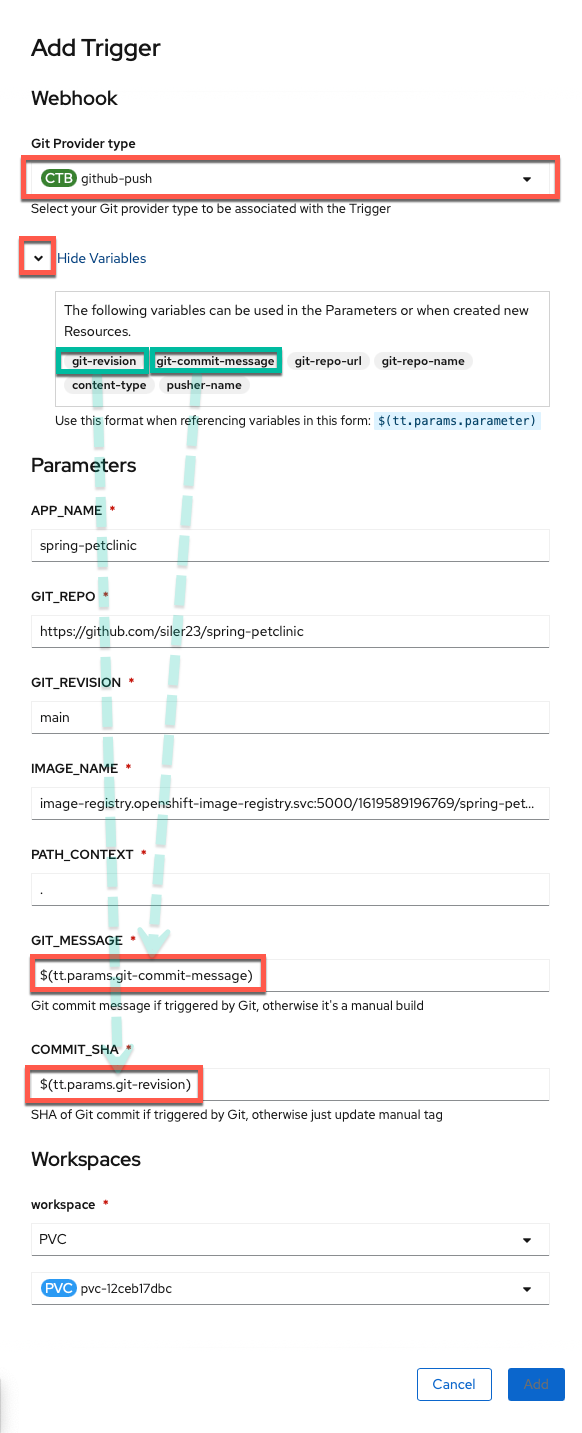 Add Trigger
Webhook
Git Provider type
CTB github-push
Select your Git provider type to be associated with the Trigger
Hide Variables
The following variables can be used in the Parameters or when created new
Resources.
git-revision git-commit-message git-repo-url git-repo-name
content-type pusher-name
Use this format when referencing variables in this form: $(tt.params.parameter)
Parameters
APP_NAME *
spring-petclinic
GIT_REPO *
https://github.com/siler23/spring-petclinic
GIT_REVISION *
main
IMAGE_NAME *
image-registry.openshift-image-registry.svc:5000/1619589196769/spring-pet...
PATH_CONTEXT *
.
GIT_MESSAGE *
$(tt.params.git-commit-message)
Git commit message if triggered by Git, otherwise it's a manual build
COMMIT_SHA *
$(tt.params.git-revision)
SHA of Git commit if triggered by Git, otherwise just update manual tag
Workspaces
workspace *
PVC
PVC pvc-12ceb17dbc
Cancel Add